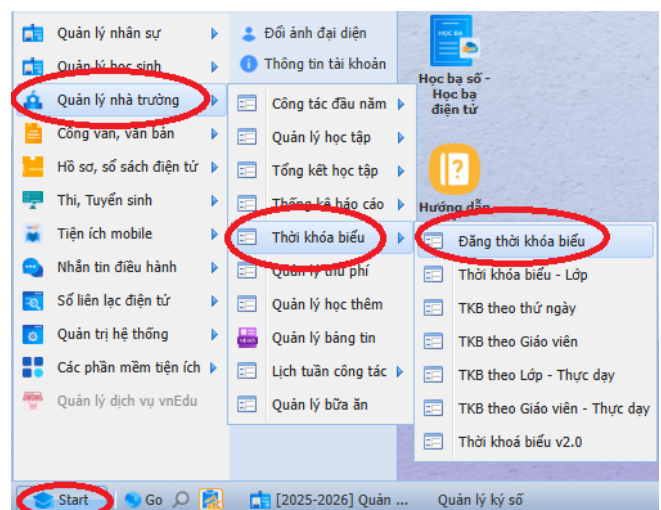 Quản lý nhân sự
Quản lý học sinh
Quản lý nhà trường
Công văn, văn bản
Hồ sơ, sổ sách điện tử
Thi, Tuyển sinh
Tiện ích mobile
Nhắn tin điều hành
Sổ liên lạc điện tử
Quản trị hệ thống
Các phần mềm tiện ích
Quản lý dịch vụ vnEdu
Đổi ảnh đại diện
Thông tin tài khoản
Công tác đầu năm
Quản lý học tập
Tổng kết học tập
Thống kê báo cáo
Thời khóa biểu
Quản lý thu phí
Quản lý học thêm
NEWS
Quản lý bảng tin
Lịch tuần công tác
Quản lý bữa ăn
HỌC BẠ
Học bạ số -
Học bạ
điện tử
?
Hướng dẫn
Đăng thời khóa biểu
Thời khóa biểu - Lớp
TKB theo thứ ngày
TKB theo Giáo viên
TKB theo Lớp - Thực dạy
TKB theo Giáo viên - Thực dạy
Thời khoá biểu v2.0
Start
Go
[2025-2026] Quản ...
Quản lý ký số